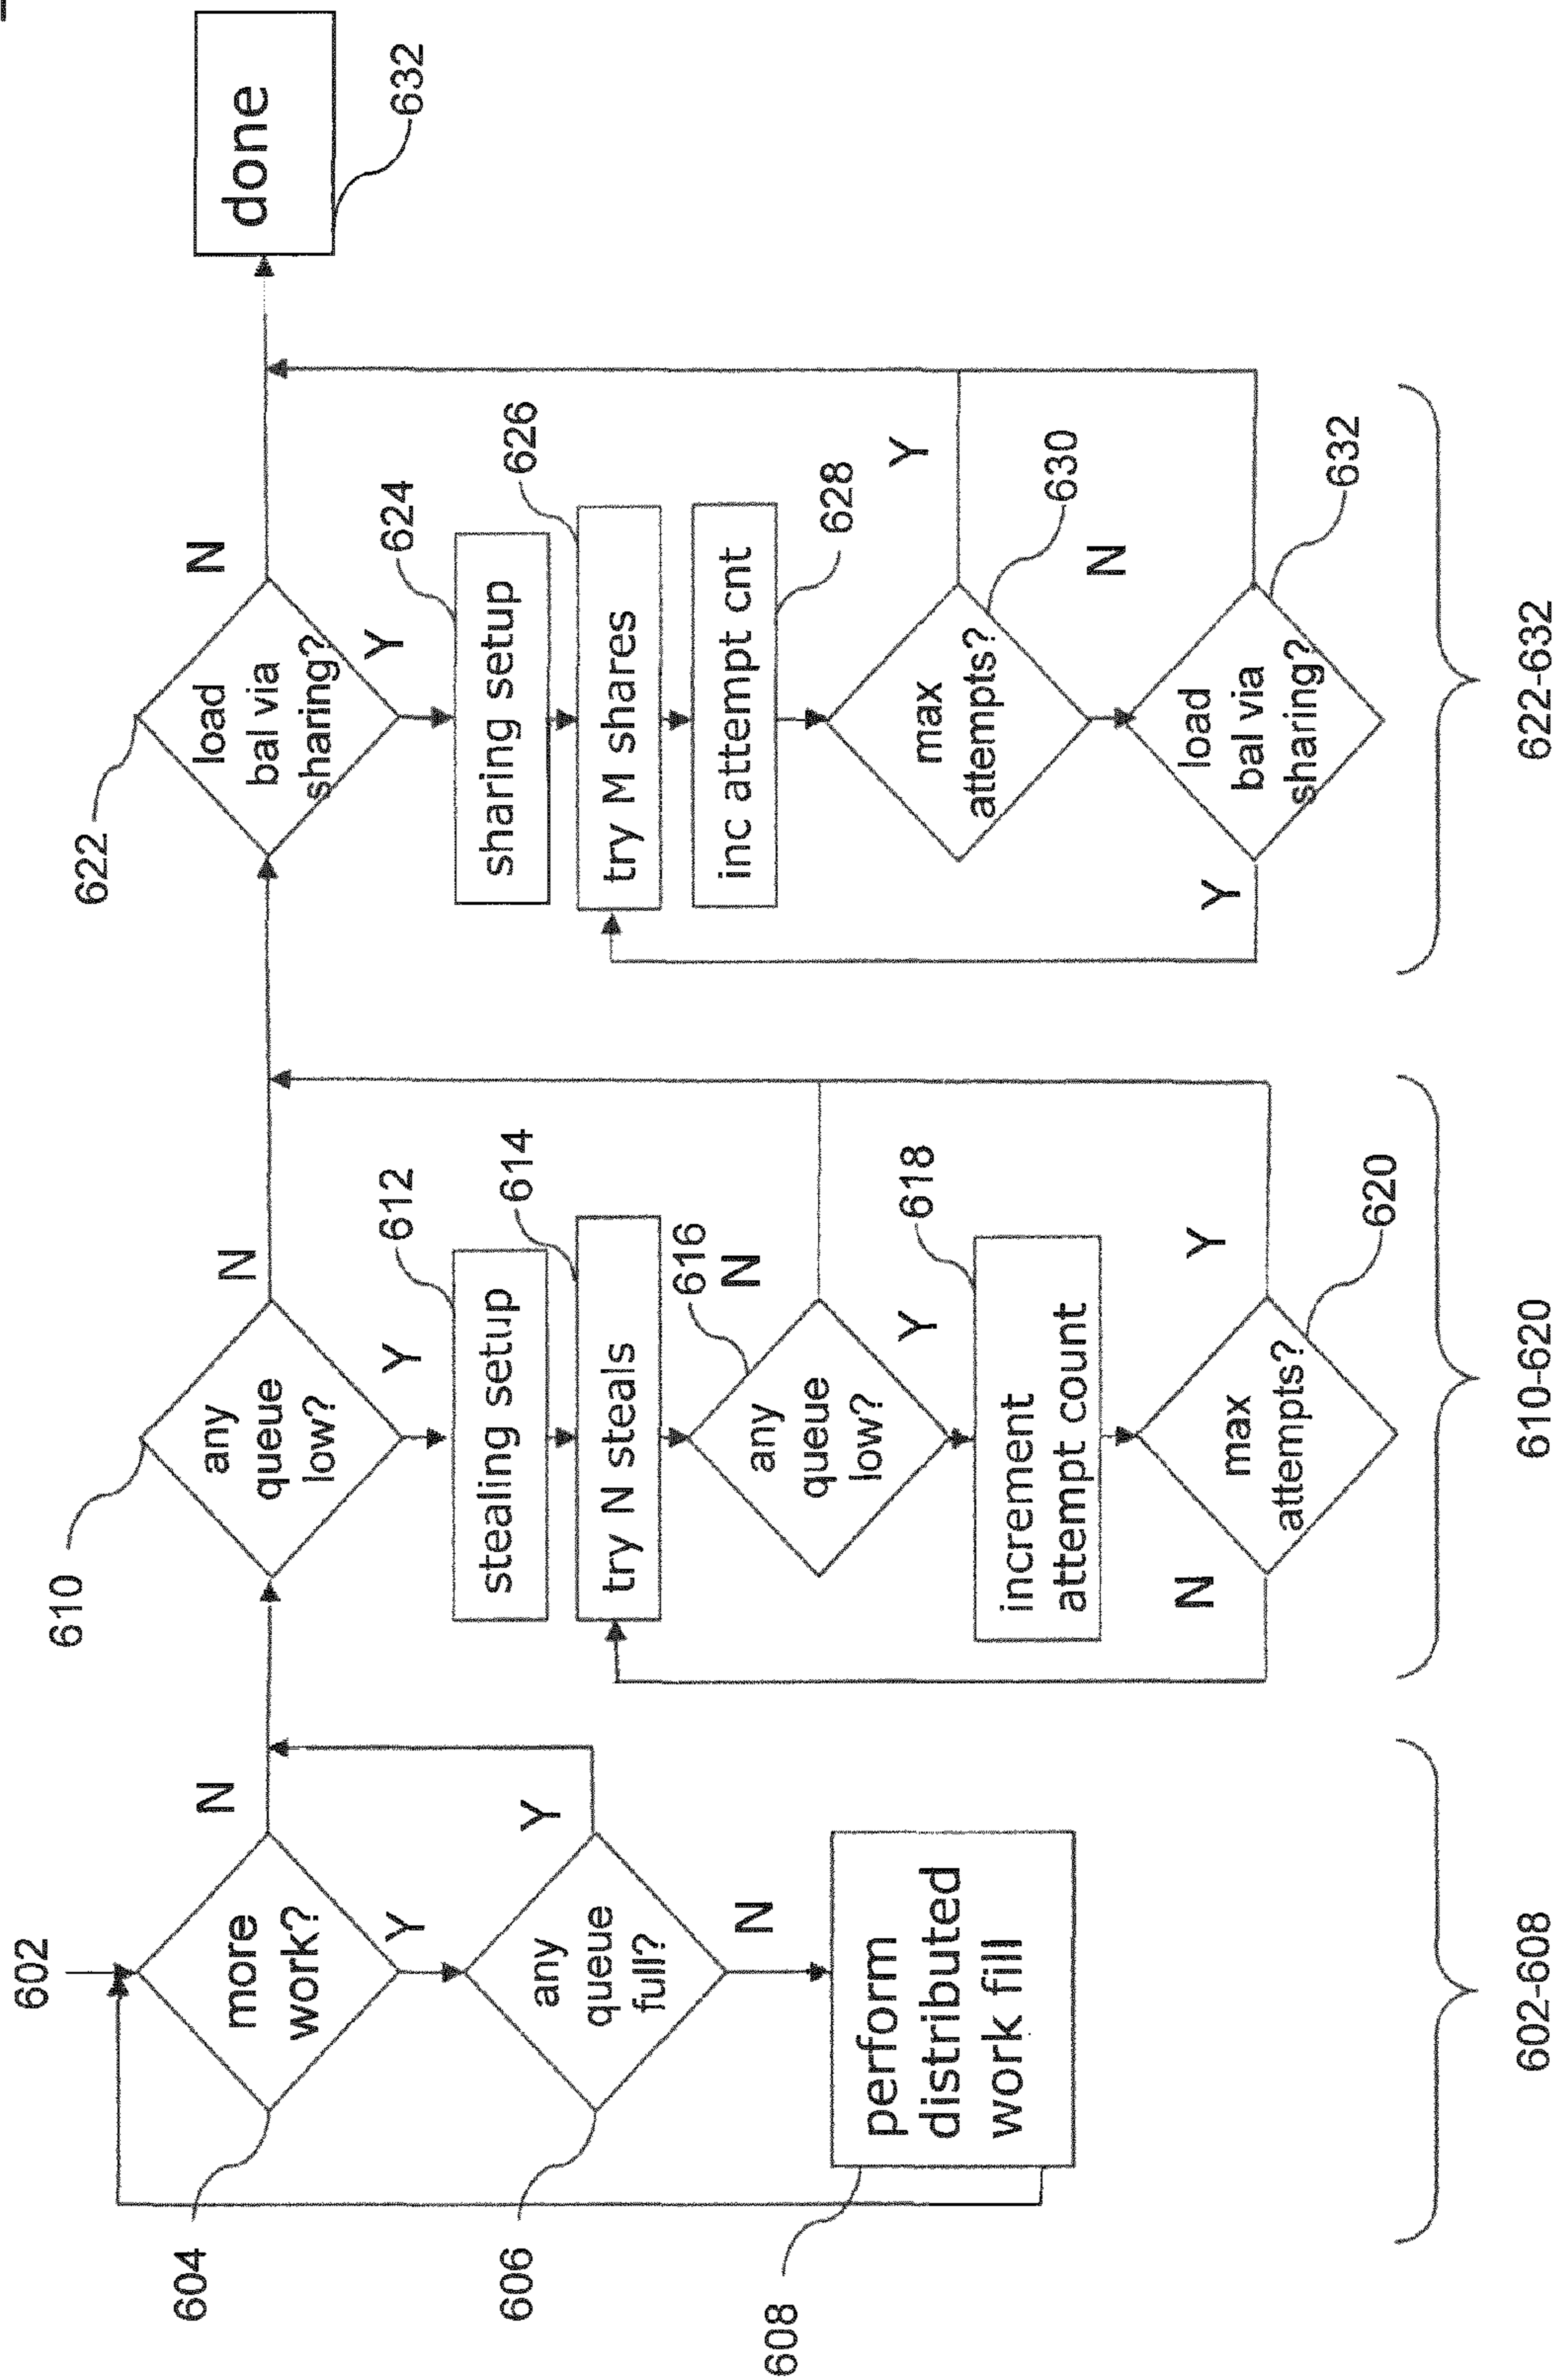 602
604
more
work?
N
Y
606
any
queue
full?
Y
N
608
perform
distributed
work fill
602-608
610
any
queue
low?
N
Y
612
stealing setup
614
try N steals
616
any
queue
low?
N
Y
618
increment
attempt count
620
max
attempts?
Y
N
610-620
622
load
bal via
sharing?
N
Y
624
sharing setup
626
try M shares
628
inc attempt cnt
630
max
attempts?
Y
N
632
load
bal via
sharing?
Y
622-632
done
632